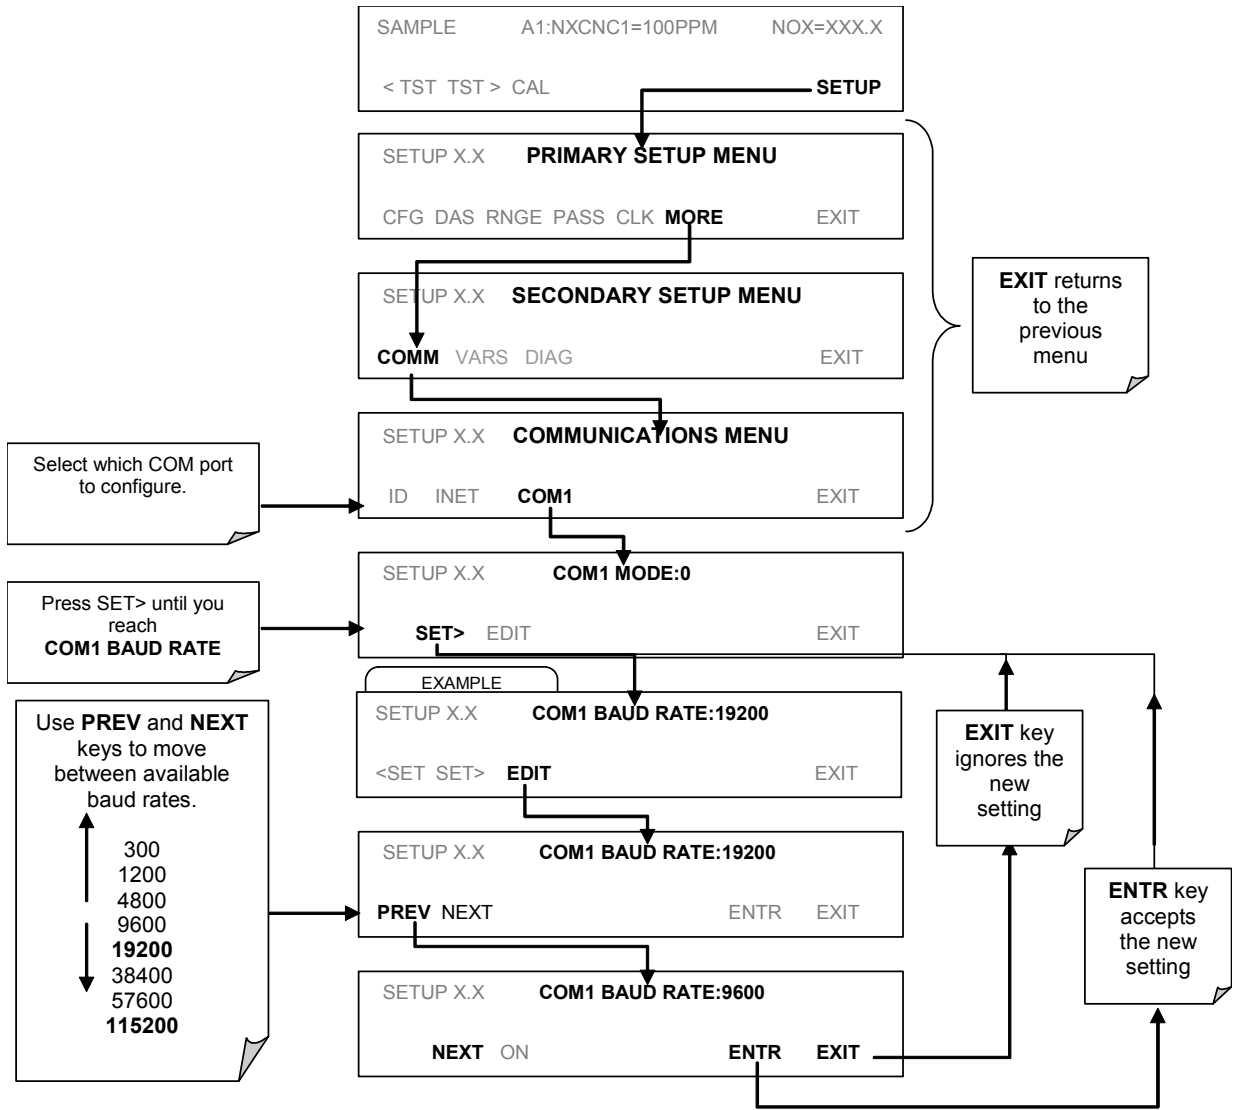 SAMPLE A1:NXCNC1=100PPM NOX=XXX.X
< TST TST > CAL SETUP
SETUP X.X PRIMARY SETUP MENU
CFG DAS RNGE PASS CLK MORE EXIT
SETUP X.X SECONDARY SETUP MENU
COMM VARS DIAG EXIT
EXIT returns
to the
previous
menu
SETUP X.X COMMUNICATIONS MENU
ID INET COM1 EXIT
Select which COM port
to configure.
SETUP X.X COM1 MODE:0
SET> EDIT EXIT
Press SET> until you
reach
COM1 BAUD RATE
EXAMPLE
SETUP X.X COM1 BAUD RATE:19200
<SET SET> EDIT EXIT
Use PREV and NEXT
keys to move
between available
baud rates.
300
1200
4800
9600
19200
38400
57600
115200
EXIT key
ignores the
new
setting
SETUP X.X COM1 BAUD RATE:19200
PREV NEXT ENTR EXIT
ENTR key
accepts
the new
setting
SETUP X.X COM1 BAUD RATE:9600
NEXT ON ENTR EXIT